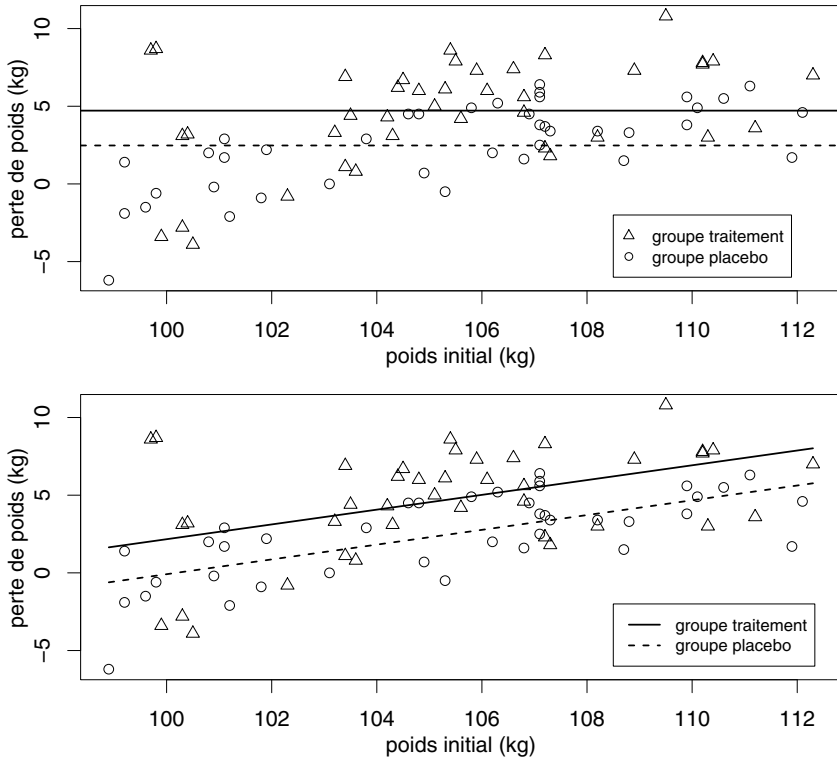 perte de poids (kg)
10
5
0
−5
groupe traitement
groupe placebo
100 102 104 106 108 110 112
poids initial (kg)
perte de poids (kg)
10
5
0
−5
groupe traitement
groupe placebo
100 102 104 106 108 110 112
poids initial (kg)